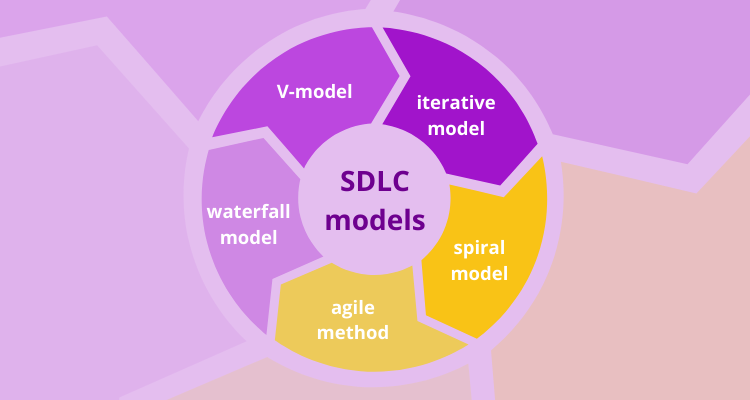 SDLC
models
V-model
iterative
model
spiral
model
agile
method
waterfall
model